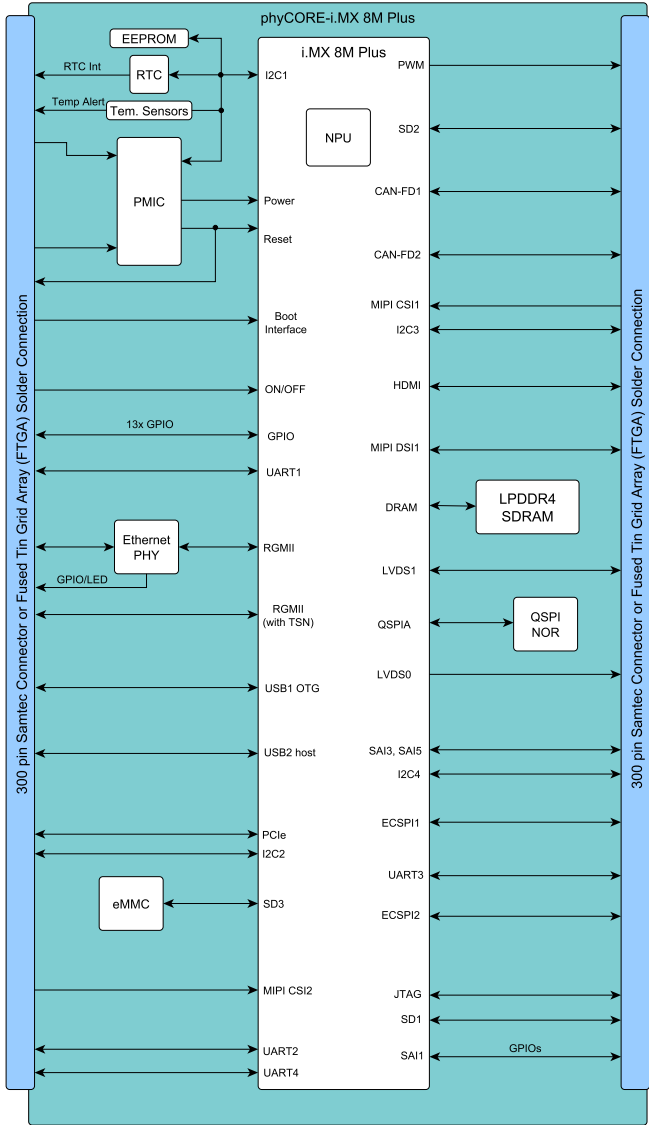 phyCORE-i.MX 8M Plus
300 pin Samtec Connector or Fused Tin Grid Array (FTGA) Solder Connection
EEPROM
RTC Int
RTC
Temp Alert
Tem. Sensors
PMIC
13x GPIO
Ethernet
PHY
GPIO/LED
eMMC
i.MX 8M Plus
I2C1
NPU
Power
Reset
Boot
Interface
ON/OFF
GPIO
UART1
RGMII
RGMII
(with TSN)
USB1 OTG
USB2 host
PCIe
I2C2
SD3
MIPI CSI2
UART2
UART4
PWM
SD2
CAN-FD1
CAN-FD2
MIPI CSI1
I2C3
HDMI
MIPI DSI1
DRAM
LVDS1
QSPIA
LVDS0
SAI3, SAI5
I2C4
ECSPI1
UART3
ECSPI2
JTAG
SD1
SAI1
LPDDR4
SDRAM
QSPI
NOR
GPIOs
300 pin Samtec Connector or Fused Tin Grid Array (FTGA) Solder Connection